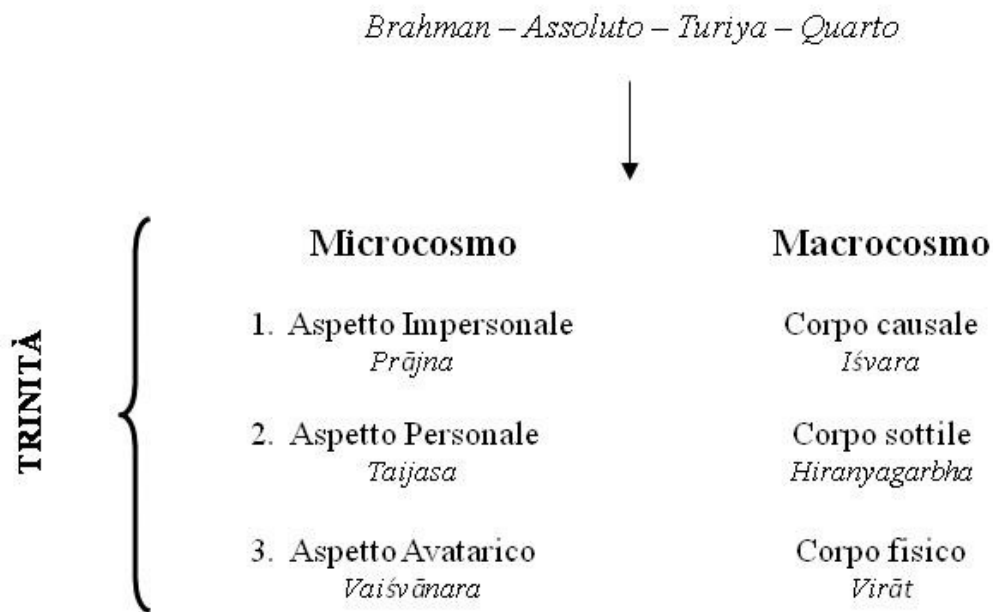 Brahman – Assoluto – Turiya – Quarto
TRINITÀ
Microcosmo Macrocosmo
1. Aspetto Impersonale Corpo causale
Prājna Iśvara
2. Aspetto Personale Corpo sottile
Taijasa Hiranyagarbha
3. Aspetto Avatarico Corpo fisico
Vaiśvānara Virāt